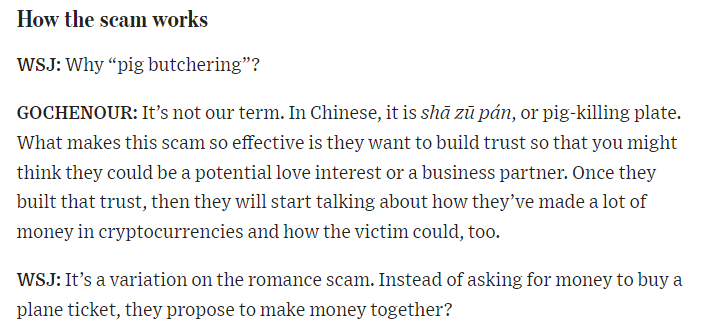 How the scam works
WSJ: Why “pig butchering”?
GOCHENOUR: It’s not our term. In Chinese, it is shā zū pán, or pig-killing plate.
What makes this scam so effective is they want to build trust so that you might
think they could be a potential love interest or a business partner. Once they
built that trust, then they will start talking about how they’ve made a lot of
money in cryptocurrencies and how the victim could, too.
WSJ: It’s a variation on the romance scam. Instead of asking for money to buy a
plane ticket, they propose to make money together?